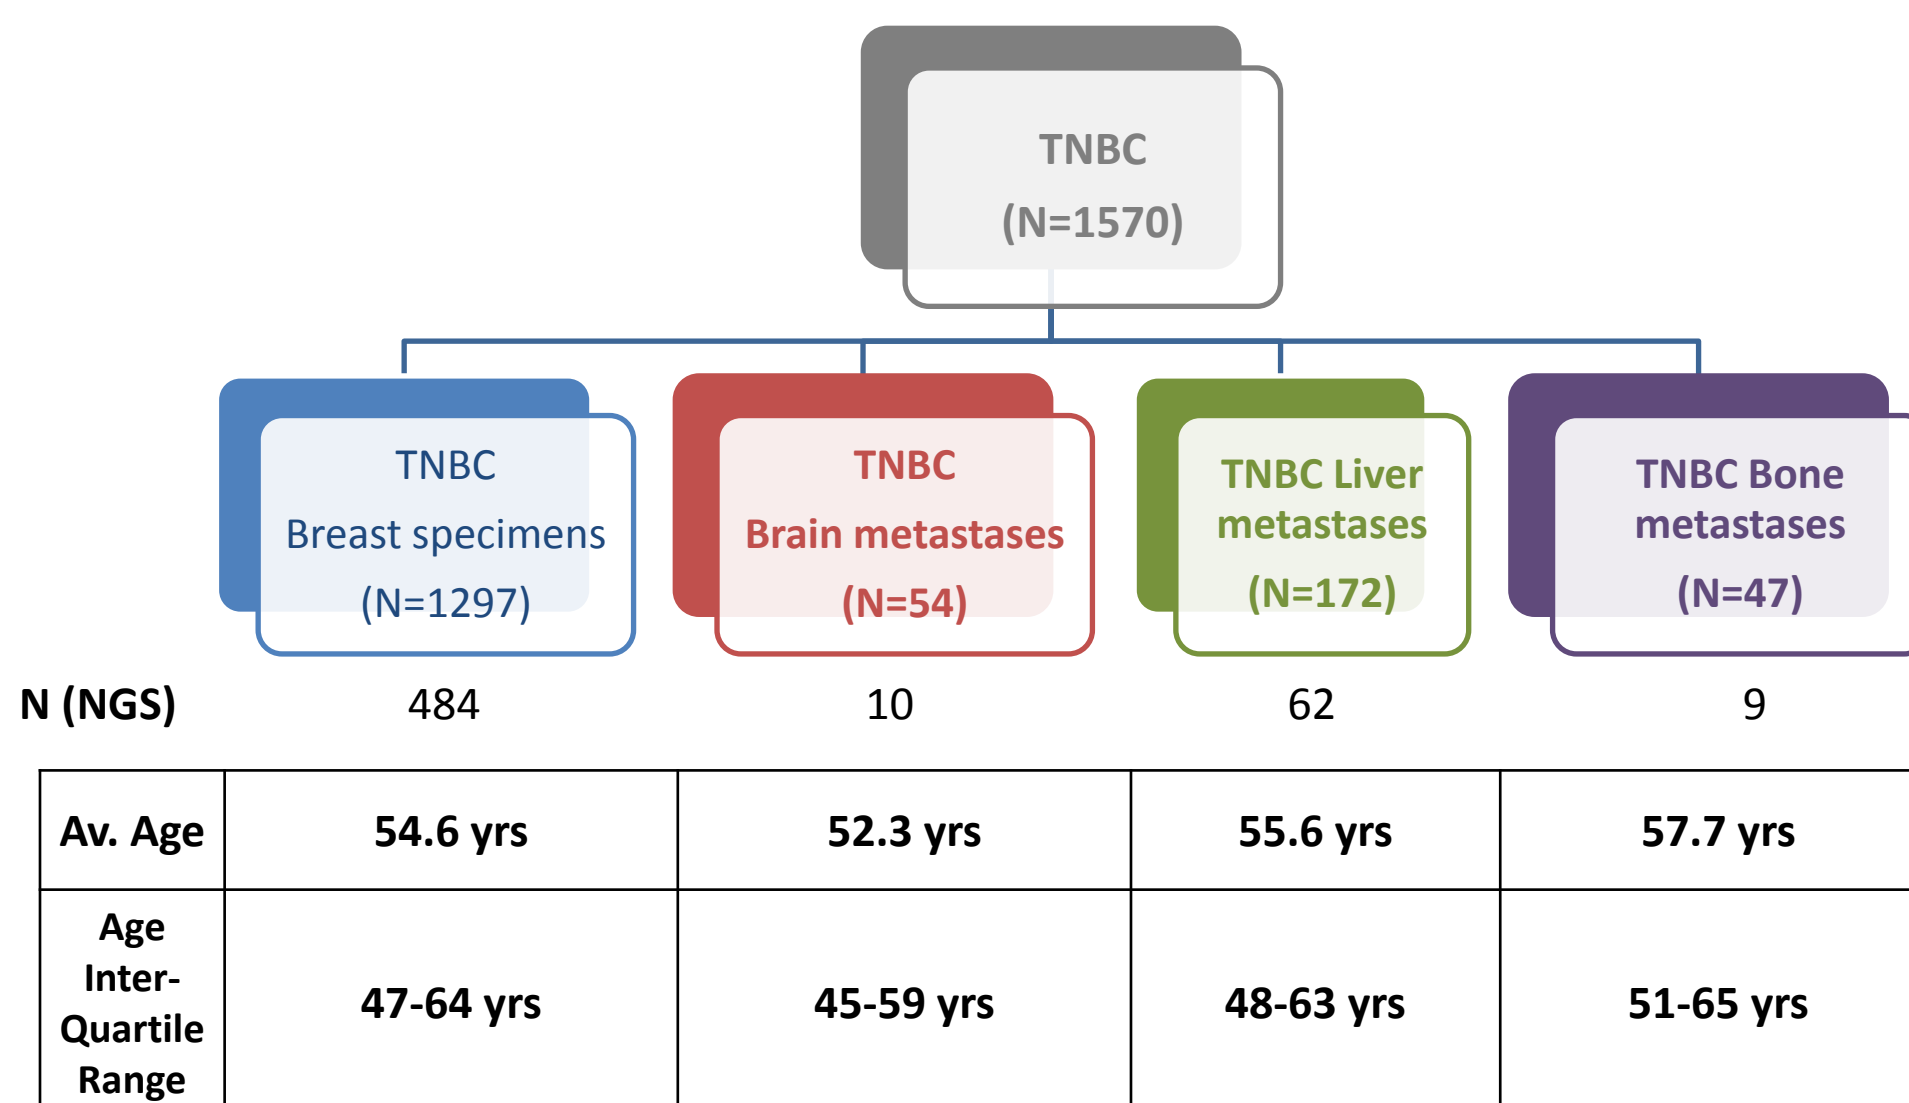 TNBC
(N=1570)
TNBC
Breast specimens
(N=1297)
TNBC
Brain metastases
(N=54)
TNBC Liver
metastases
(N=172)
TNBC Bone
metastases
(N=47)
N (NGS) 484 10 62 9
Av. Age 54.6 yrs 52.3 yrs 55.6 yrs 57.7 yrs
Age
Inter-
Quartile
Range
47-64 yrs 45-59 yrs 48-63 yrs 51-65 yrs